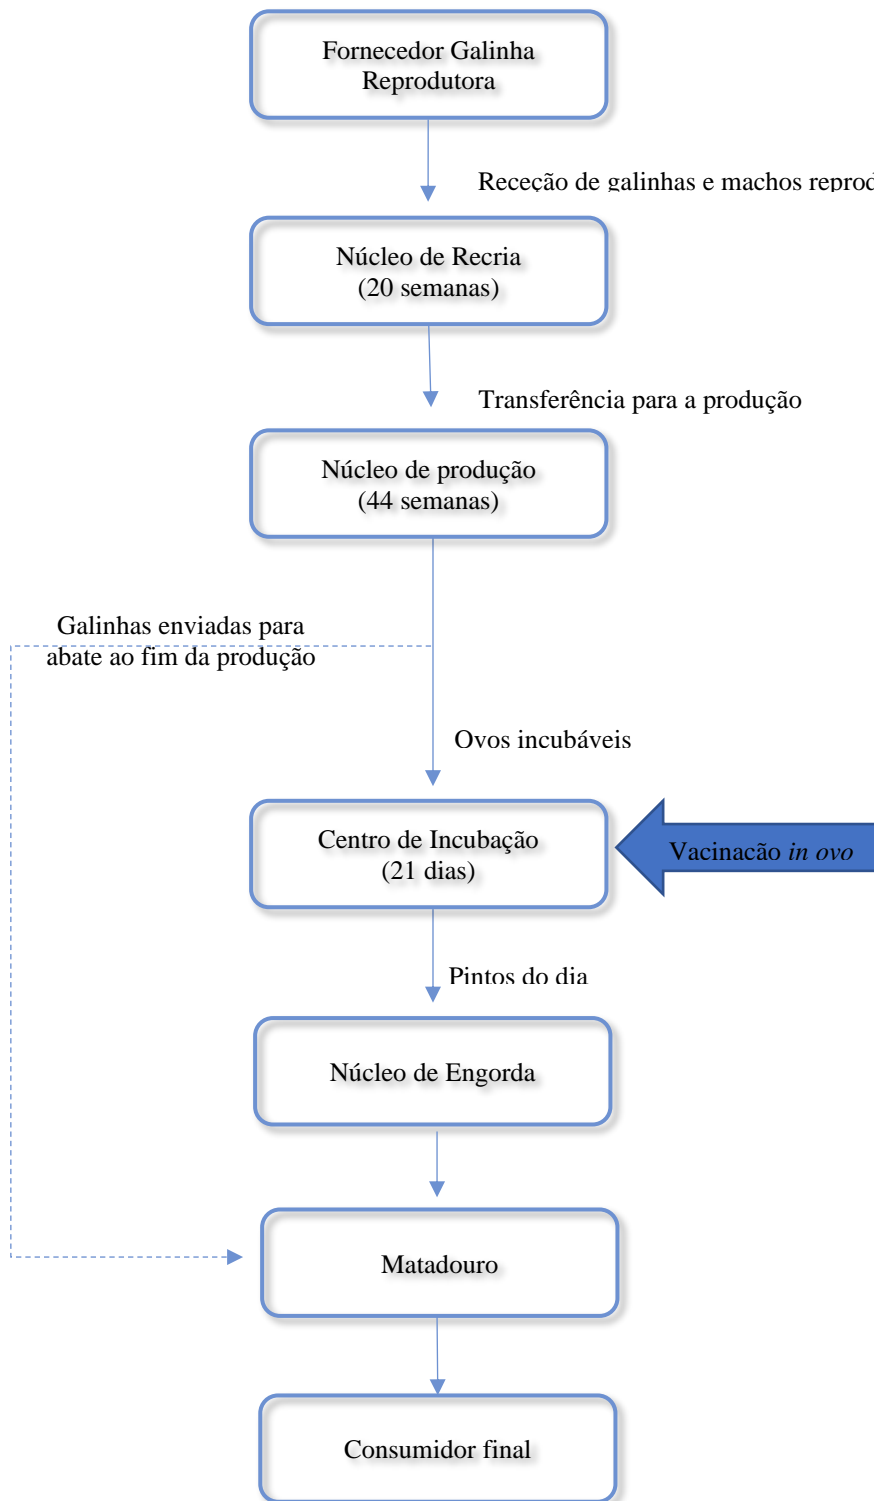 Fornecedor Galinha
Reprodutora
Receção de galinhas e machos reprod
Núcleo de Recria
(20 semanas)
Transferência para a produção
Núcleo de produção
(44 semanas)
Galinhas enviadas para
abate ao fim da produção
Ovos incubáveis
Centro de Incubação
(21 dias)
Vacinacão in ovo
Pintos do dia
Núcleo de Engorda
Matadouro
Consumidor final